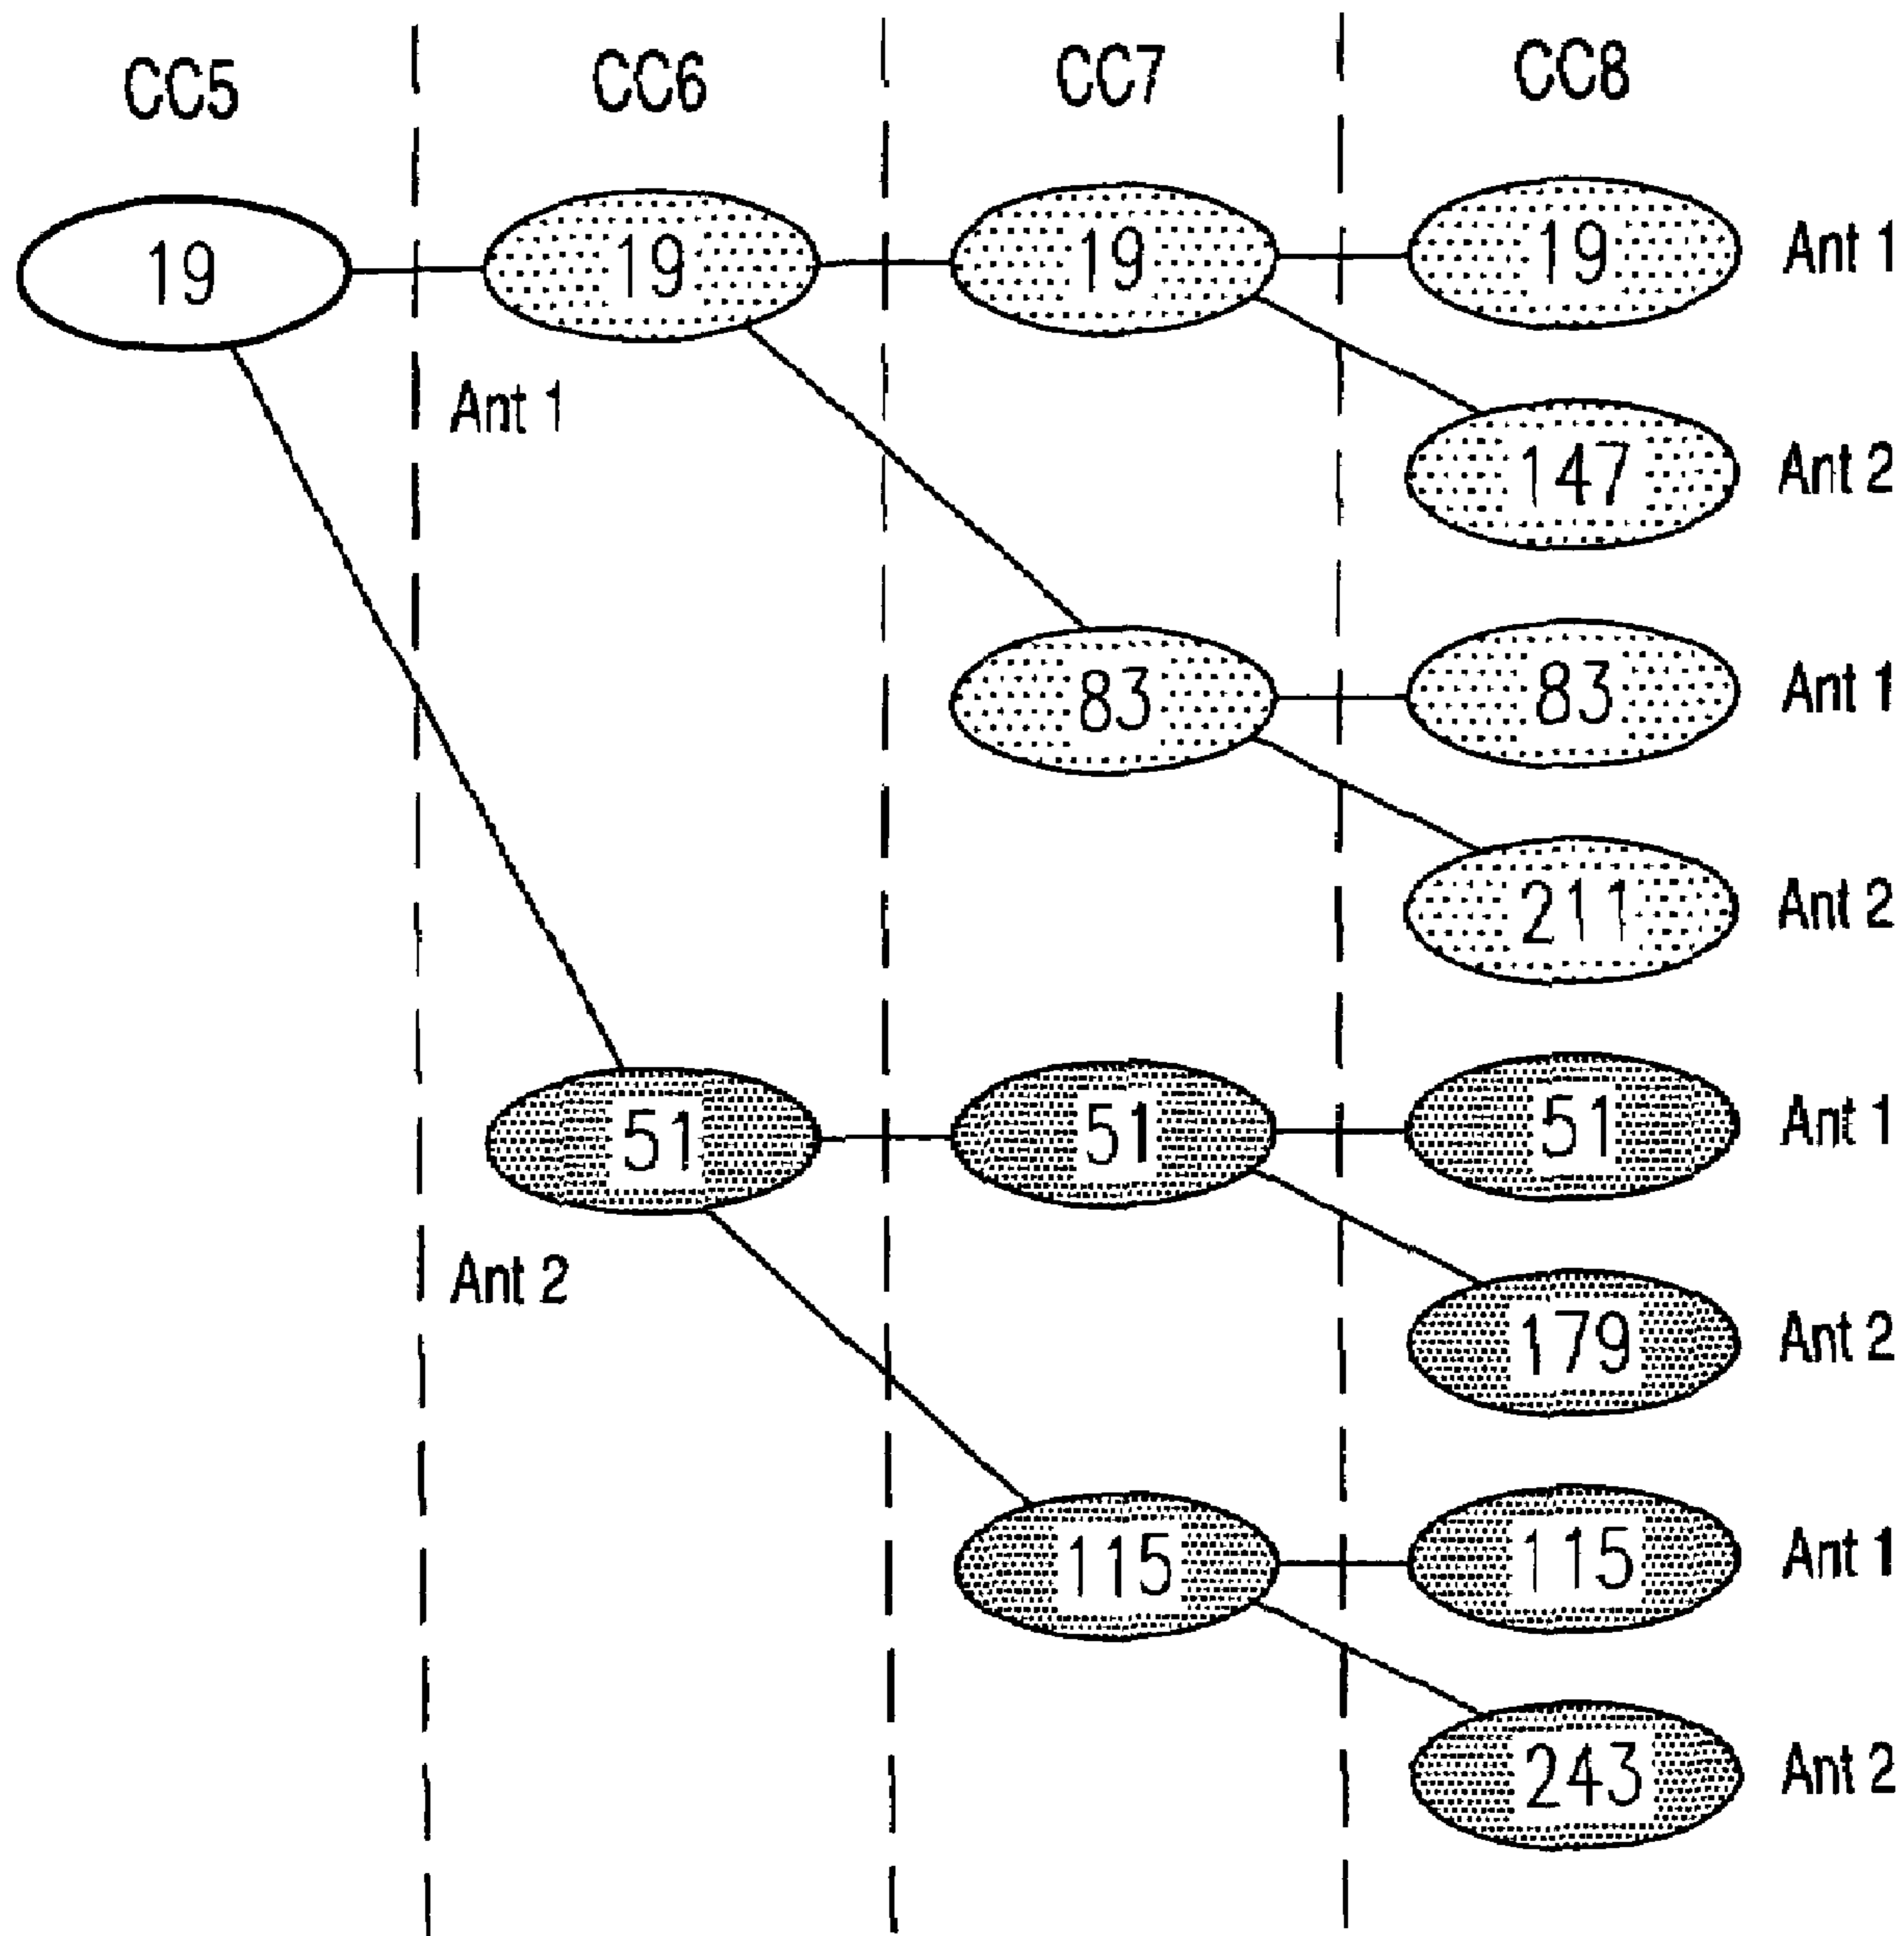 CC5 CC6 CC7 CC8
19 19 19 19 Ant 1
Ant 1
147 Ant 2
83 83 Ant 1
211 Ant 2
51 51 51 Ant 1
Ant 2
179 Ant 2
115 115 Ant 1
243 Ant 2